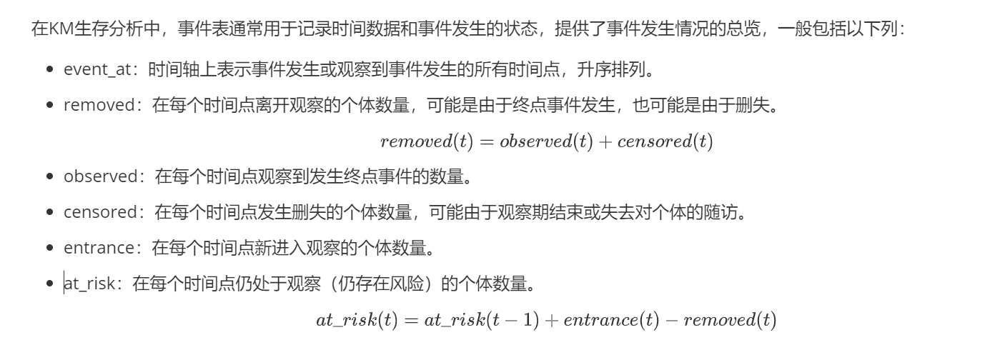 在KM生存分析中，事件表通常用于记录时间数据和事件发生的状态，提供了事件发生情况的总览，一般包括以下列：
• event_at：时间轴上表示事件发生或观察到事件发生的所有时间点，升序排列。
• removed：在每个时间点离开观察的个体数量，可能是由于终点事件发生，也可能是由于删失。
removed(t) = observed(t) + censored(t)
• observed：在每个时间点观察到发生终点事件的数量。
• censored：在每个时间点发生删失的个体数量，可能由于观察期结束或失去对个体的随访。
• entrance：在每个时间点新进入观察的个体数量。
• at_risk：在每个时间点仍处于观察（仍存在风险）的个体数量。
at_risk(t) = at_risk(t − 1) + entrance(t) − removed(t)